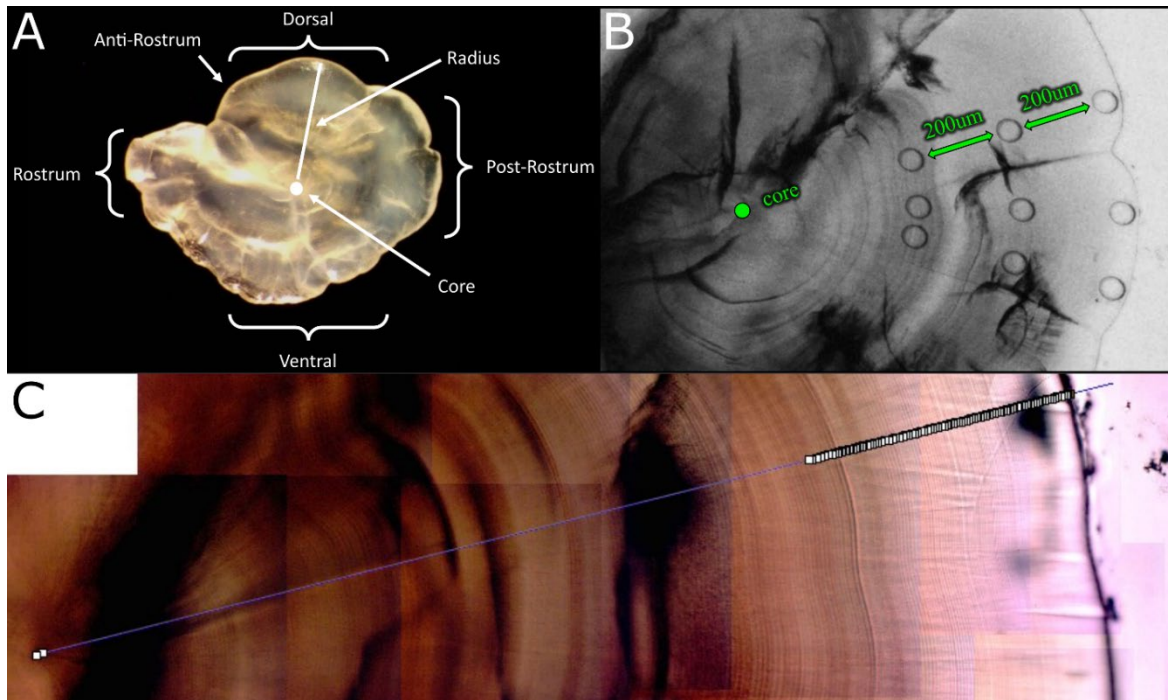 A
Dorsal
Anti-Rostrum
Radius
Rostrum
Post-Rostrum
Core
Ventral
B
200um
200um
core
C